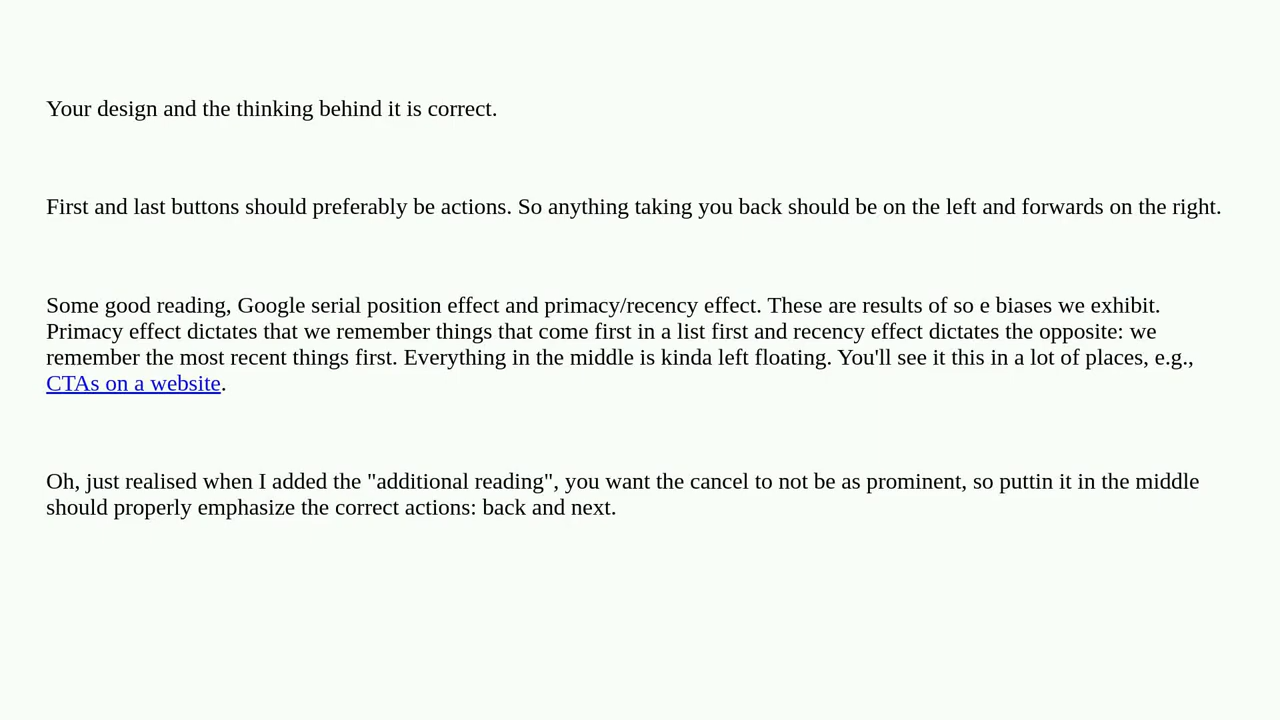 Your design and the thinking behind it is correct.
First and last buttons should preferably be actions. So anything taking you back should be on the left and forwards on the right.
Some good reading, Google serial position effect and primacy/recency effect. These are results of so e biases we exhibit.
Primacy effect dictates that we remember things that come first in a list first and recency effect dictates the opposite: we
remember the most recent things first. Everything in the middle is kinda left floating. You'll see it this in a lot of places, e.g.,
CTAs on a website.
Oh, just realised when I added the "additional reading", you want the cancel to not be as prominent, so puttin it in the middle
should properly emphasize the correct actions: back and next.